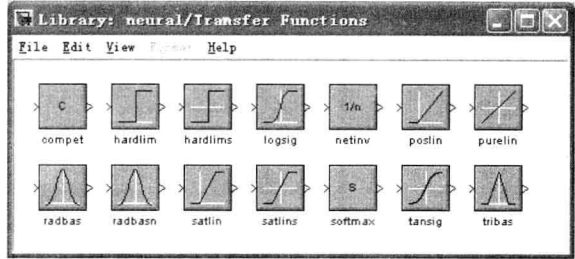 Library: neural/Transfer Functions
File Edit View Format Help
C 1/n
compet hardlim hardlims logsig netinv poslin purelin
S
radbas radbasn satlin satlins softmax tansig tribas